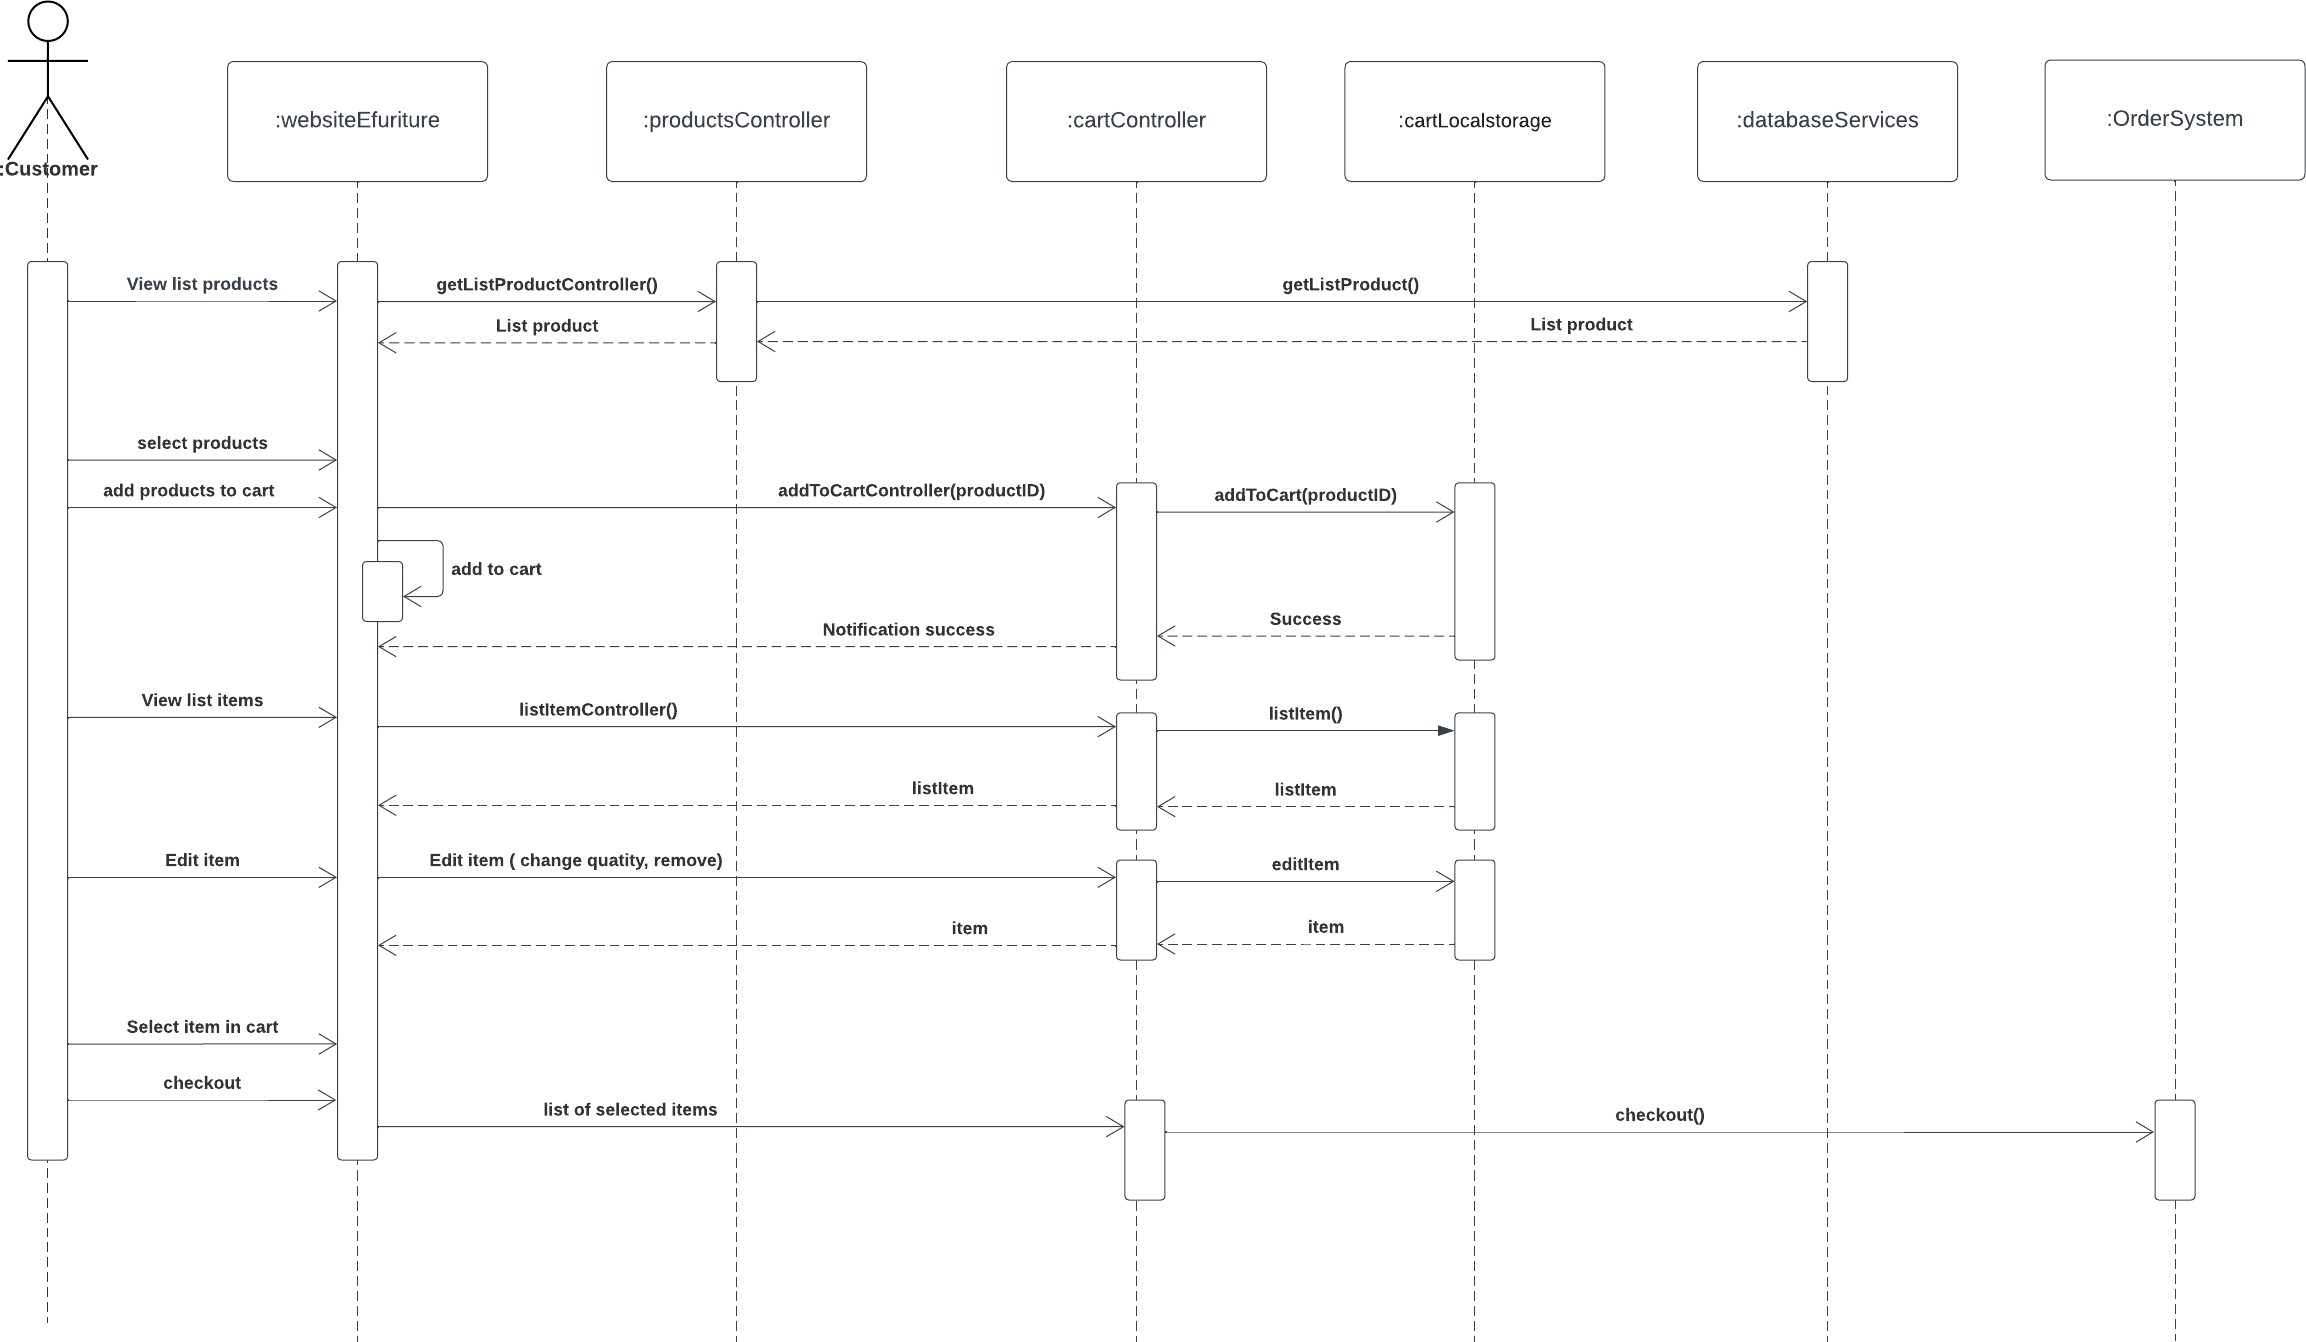 :Customer
:websiteEfuriture
:productsController
:cartController
:cartLocalstorage
:databaseServices
:OrderSystem
View list products
getListProductController()
getListProduct()
List product
List product
select products
add products to cart
addToCartController(productID)
addToCart(productID)
add to cart
Success
Notification success
View list items
listItemController()
listItem()
listItem
listItem
Edit item
Edit item ( change quatity, remove)
editItem
item
item
Select item in cart
checkout
list of selected items
checkout()